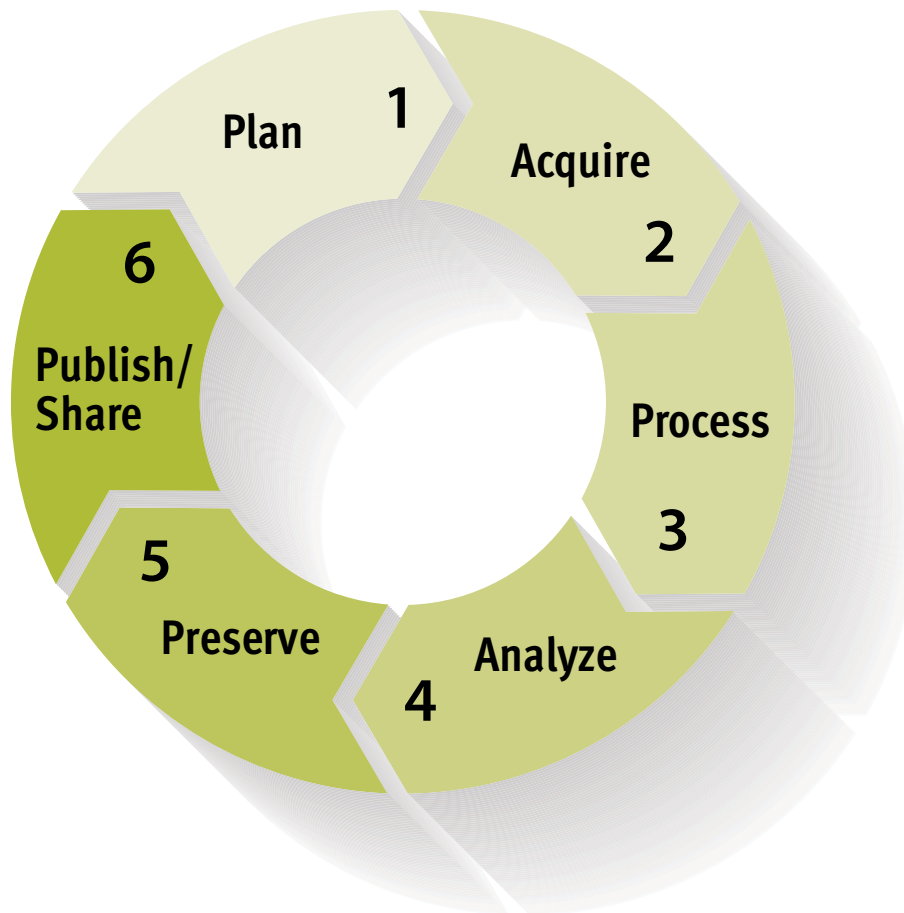 Plan
1
Acquire
2
Process
3
Analyze
4
Preserve
5
Publish/
Share
6